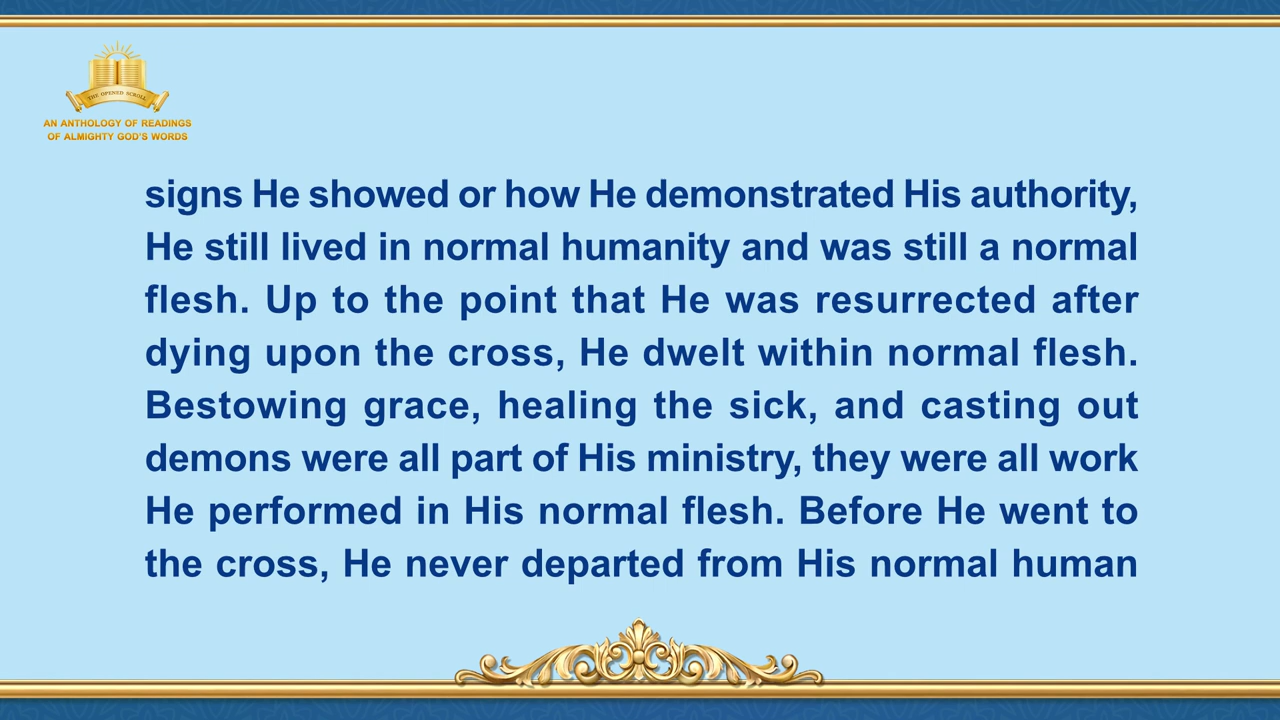 THE OPENED SCROLL
AN ANTHOLOGY OF READINGS
OF ALMIGHTY GOD'S WORDS
signs He showed or how He demonstrated His authority,
He still lived in normal humanity and was still a normal
flesh. Up to the point that He was resurrected after
dying upon the cross, He dwelt within normal flesh.
Bestowing grace, healing the sick, and casting out
demons were all part of His ministry, they were all work
He performed in His normal flesh. Before He went to
the cross, He never departed from His normal human